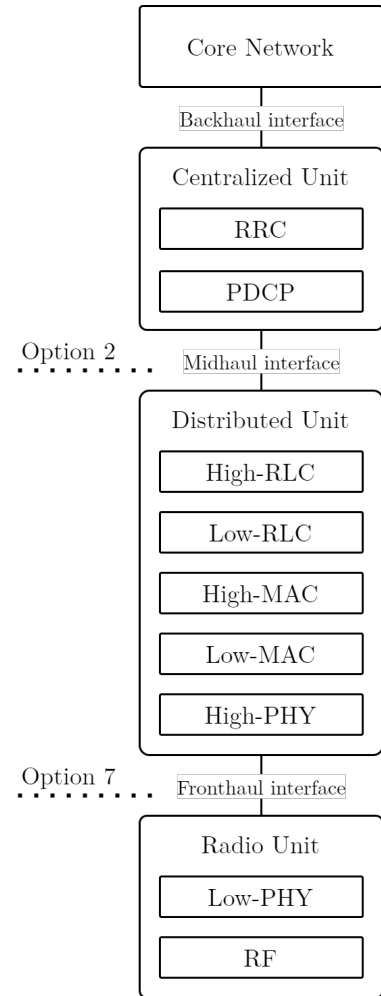 Core Network
Backhaul interface
Centralized Unit
RRC
PDCP
Option 2
Midhaul interface
Distributed Unit
High-RLC
Low-RLC
High-MAC
Low-MAC
High-PHY
Option 7
Fronthaul interface
Radio Unit
Low-PHY
RF